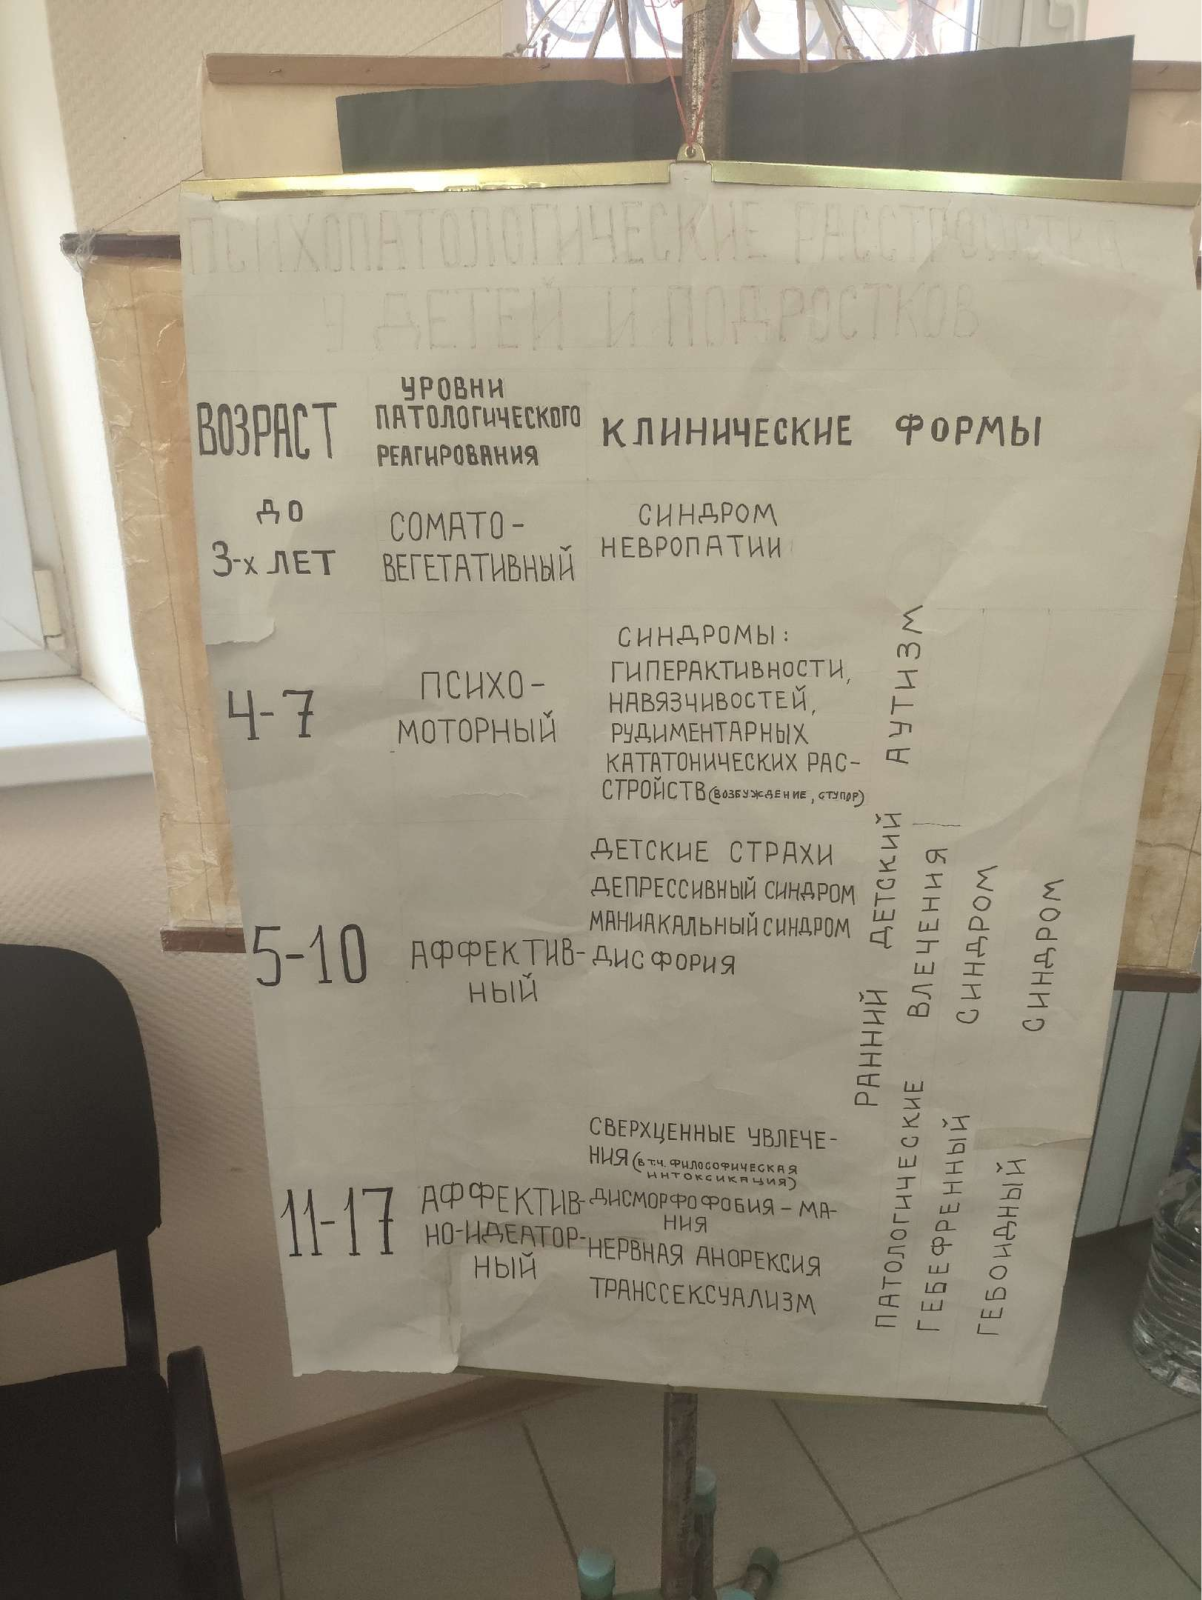 ПСИХОПАТОЛОГИЧЕСКИЕ РАССТРОЙСТВА
У ДЕТЕЙ И ПОДРОСТКОВ
ВОЗРАСТ
УРОВНИ
ПАТОЛОГИЧЕСКОГО
РЕАГИРОВАНИЯ
КЛИНИЧЕСКИЕ ФОРМЫ
ДО
3-х ЛЕТ
СОМАТО-
ВЕГЕТАТИВНЫЙ
СИНДРОМ
НЕВРОПАТИИ
4-7
ПСИХО-
МОТОРНЫЙ
СИНДРОМЫ:
ГИПЕРАКТИВНОСТИ,
НАВЯЗЧИВОСТЕЙ,
РУДИМЕНТАРНЫХ
КАТАТОНИЧЕСКИХ РАС-
СТРОЙСТВ (ВОЗБУЖДЕНИЕ, СТУПОР)
5-10
АФФЕКТИВ-
НЫЙ
ДЕТСКИЕ СТРАХИ
ДЕПРЕССИВНЫЙ СИНДРОМ
МАНИАКАЛЬНЫЙ СИНДРОМ
ДИСФОРИЯ
11-17
АФФЕКТИВ-
НО-ИДЕАТОР-
НЫЙ
СВЕРХЦЕННЫЕ УВЛЕЧЕ-
НИЯ (В Т.Ч. ФИЛОСОФИЧЕСКАЯ
ИНТОКСИКАЦИЯ)
ДИСМОРФОФОБИЯ - МА-
НИЯ
НЕРВНАЯ АНОРЕКСИЯ
ТРАНССЕКСУАЛИЗМ
РАННИЙ ДЕТСКИЙ АУТИЗМ
ПАТОЛОГИЧЕСКИЕ ВЛЕЧЕНИЯ
ГЕБЕФРЕННЫЙ СИНДРОМ
ГЕБОИДНЫЙ СИНДРОМ